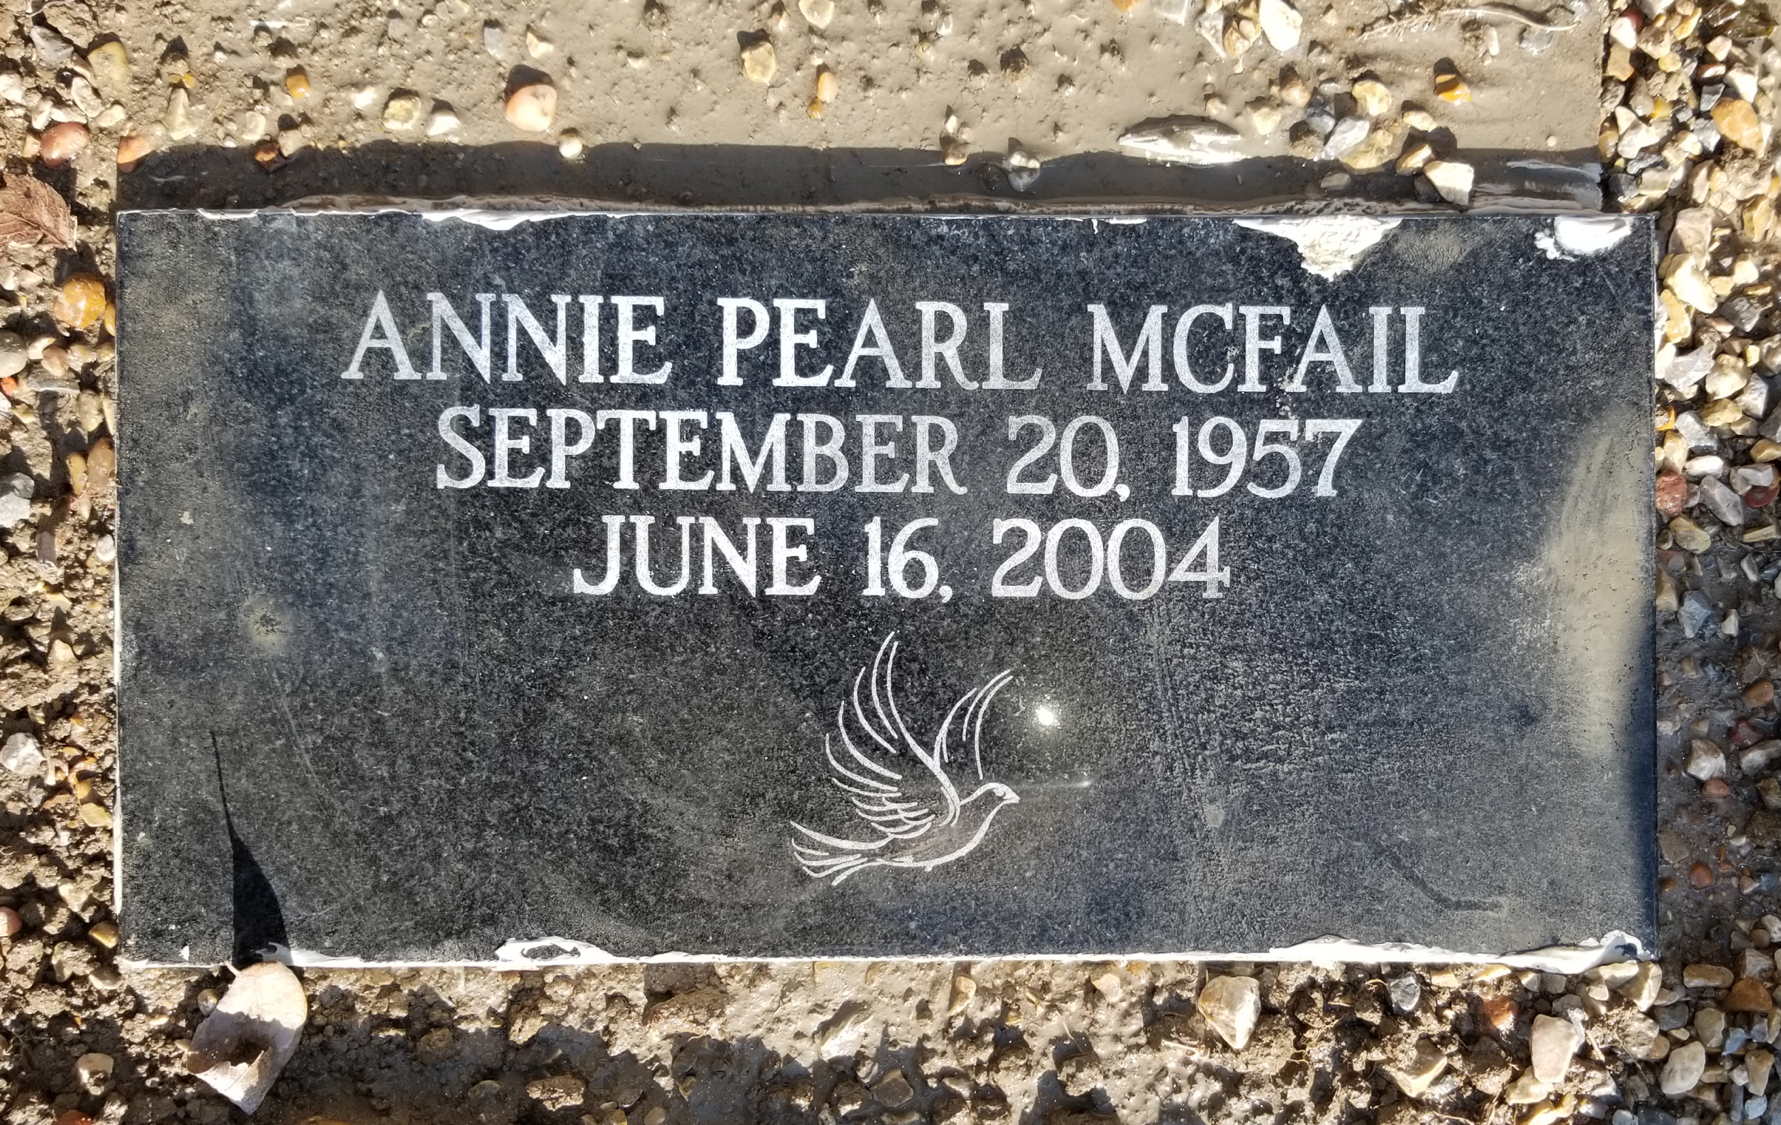 ANNIE PEARL MCFAIL
SEPTEMBER 20, 1957
JUNE 16, 2004